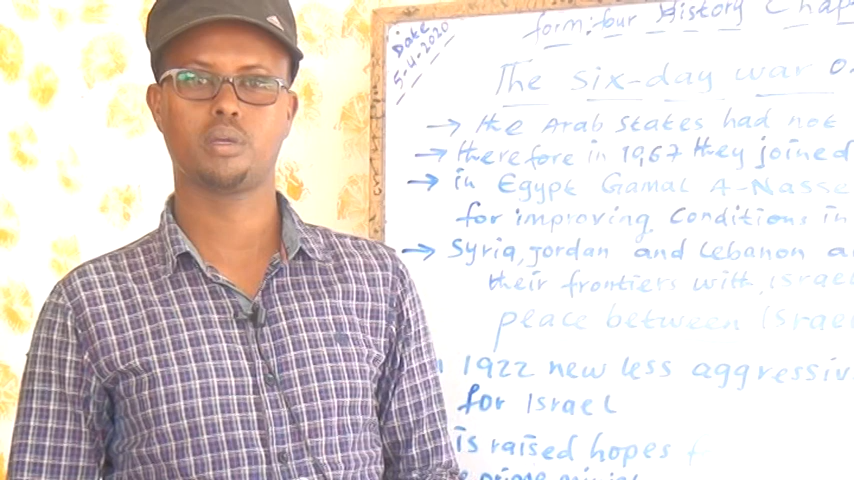 Date
5-4-2020
form: four History Chap
The six-day war
→ the Arab states had not
→ therefore in 1967 they joined
→ in Egypt Gamal A-Nasse
for improving conditions in
→ Syria, Jordan and Lebanon a
their frontiers with Israel
peace between Israel
1922 new less aggressiv
for Israel
is raised hopes